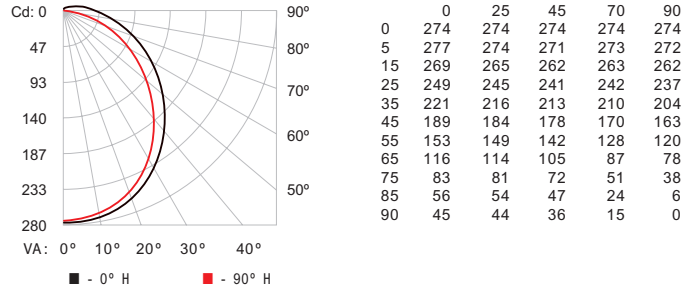 Cd: 0
47
93
140
187
233
280
90º
80º
70º
60º
50º
VA: 0° 10° 20° 30° 40°
- 0° H - 90° H
0 25 45 70 90
0 274 274 274 274 274
5 277 274 271 273 272
15 269 265 262 263 262
25 249 245 241 242 237
35 221 216 213 210 204
45 189 184 178 170 163
55 153 149 142 128 120
65 116 114 105 87 78
75 83 81 72 51 38
85 56 54 47 24 6
90 45 44 36 15 0